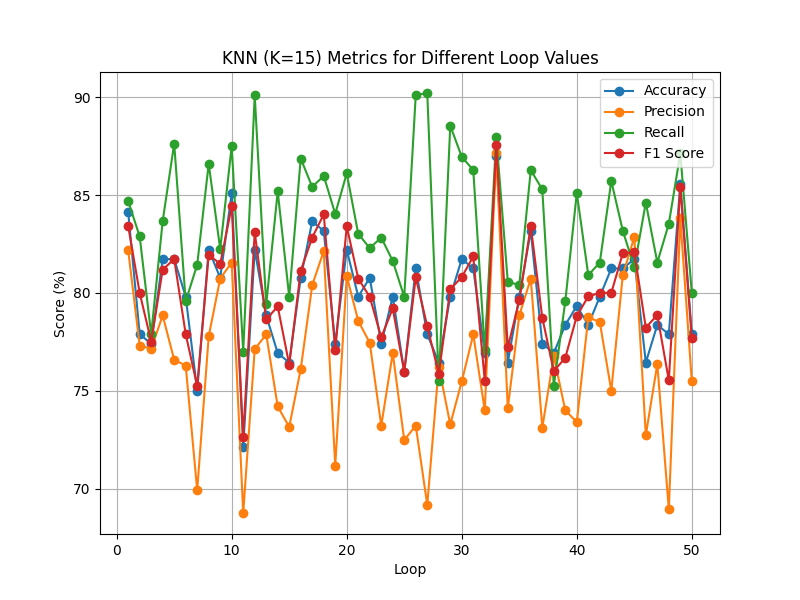 KNN (K=15) Metrics for Different Loop Values
Accuracy
Precision
Recall
F1 Score
90
85
80
75
70
Score (%)
0
10
20
30
40
50
Loop